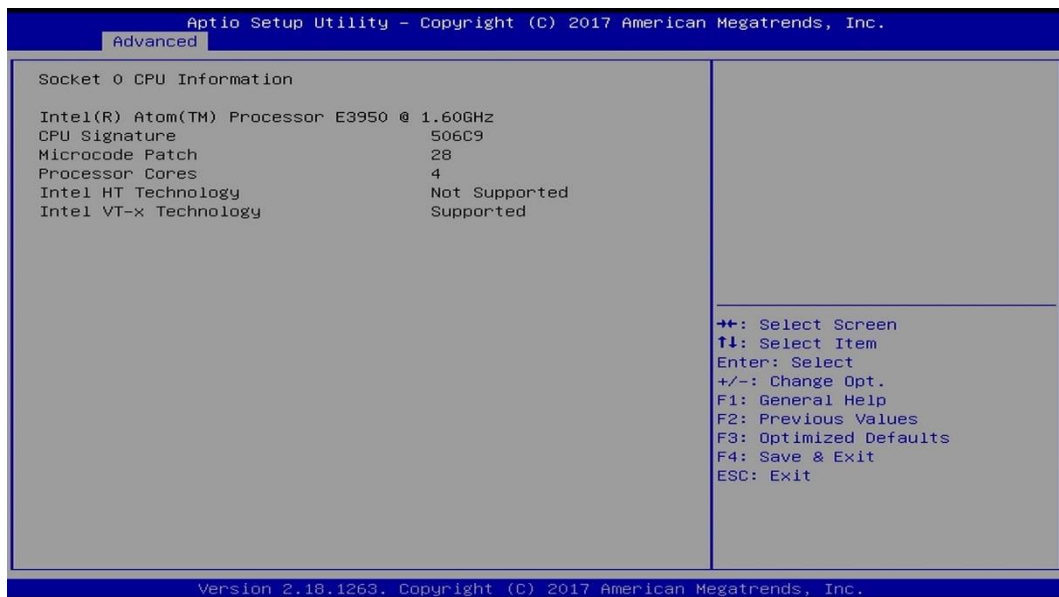 Aptio Setup Utility – Copyright (C) 2017 American Megatrends, Inc.
Advanced
Socket 0 CPU Information
Intel(R) Atom(TM) Processor E3950 @ 1.60GHz
CPU Signature 506C9
Microcode Patch 28
Processor Cores 4
Intel HT Technology Not Supported
Intel VT-x Technology Supported
→←: Select Screen
↑↓: Select Item
Enter: Select
+/-: Change Opt.
F1: General Help
F2: Previous Values
F3: Optimized Defaults
F4: Save & Exit
ESC: Exit
Version 2.18.1263. Copyright (C) 2017 American Megatrends, Inc.